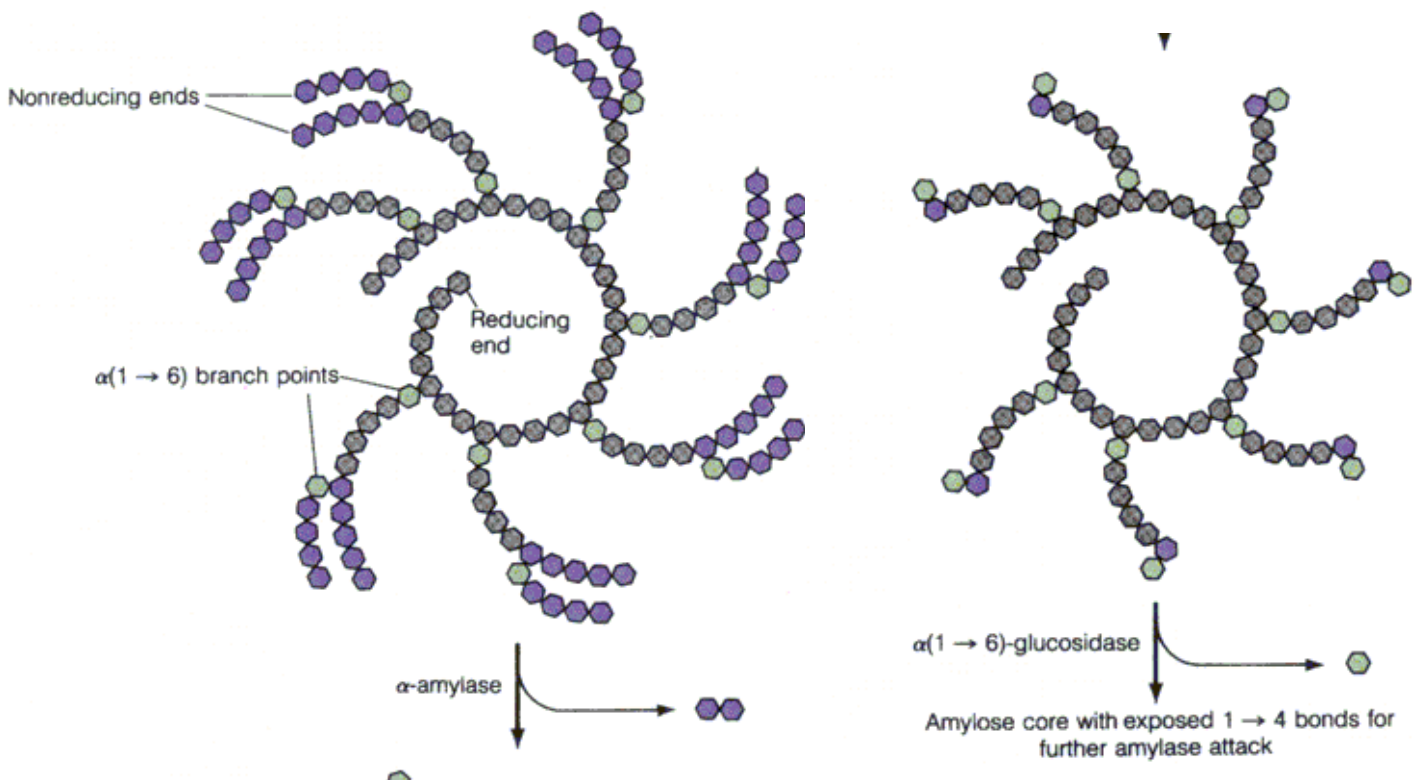 Nonreducing ends
Reducing
end
α(1 → 6) branch points
α-amylase
α(1 → 6)-glucosidase
Amylose core with exposed 1 → 4 bonds for
further amylase attack